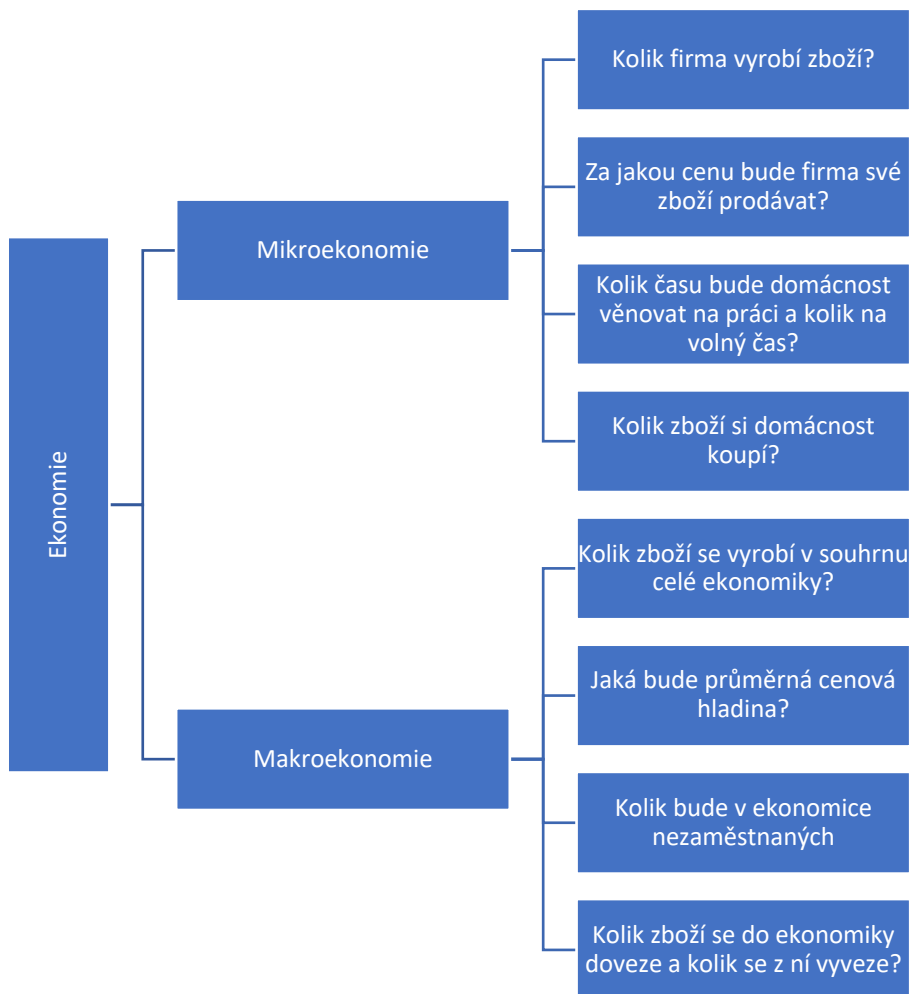 Ekonomie
Mikroekonomie
Kolik firma vyrobí zboží?
Za jakou cenu bude firma své
zboží prodávat?
Kolik času bude domácnost
věnovat na práci a kolik na
volný čas?
Kolik zboží si domácnost
koupí?
Makroekonomie
Kolik zboží se vyrobí v souhrnu
celé ekonomiky?
Jaká bude průměrná cenová
hladina?
Kolik bude v ekonomice
nezaměstnaných
Kolik zboží se do ekonomiky
doveze a kolik se z ní vyveze?